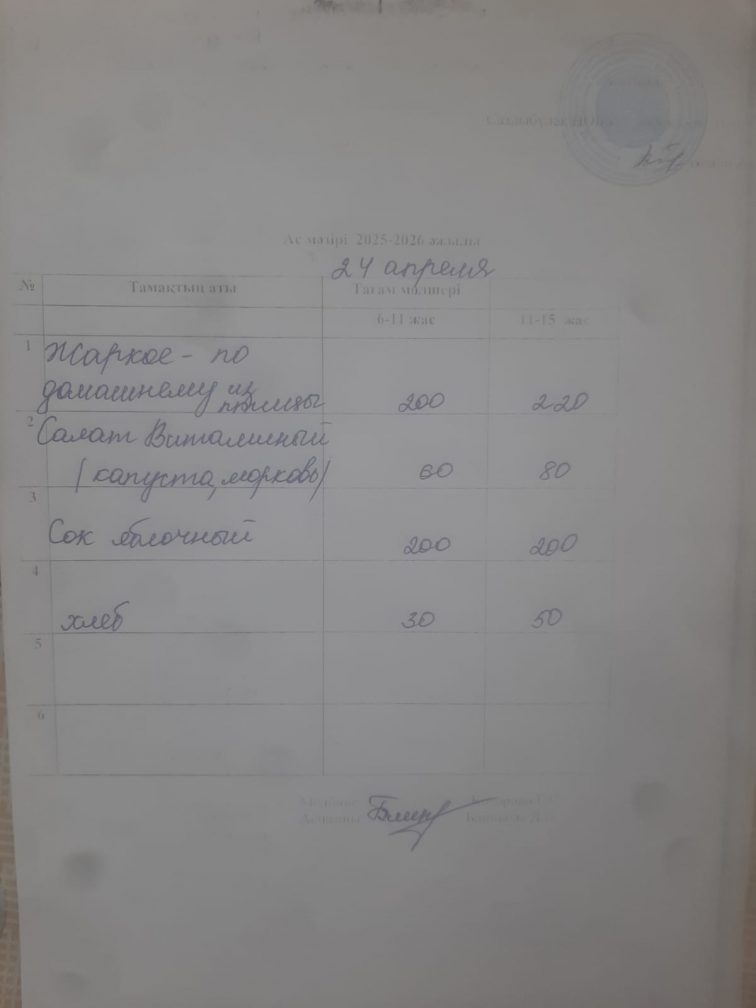 Ас мәзірі 2025-2026 жылы
24 апреля
№ Тамақтың аты Тағам мөлшері
6-11 жас 11-15 жас
1 Жаркое - по
домашнему из
птицы 200 220
2 Салат Витаминный
(капуста, морковь) 60 80
3
Сок яблочный 200 200
4
хлеб 30 50
5
6